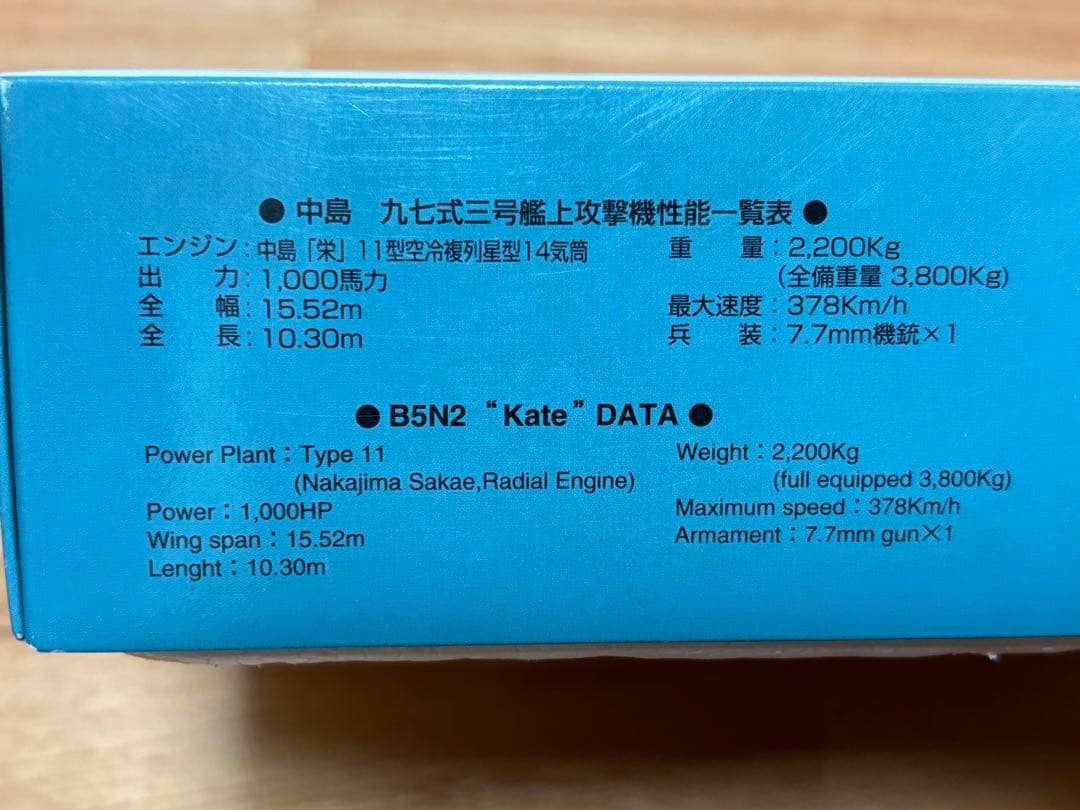 ● 中島 九七式三号艦上攻撃機性能一覧表 ●
エンジン：中島「栄」11型空冷複列星型14気筒
出力：1,000馬力
全幅：15.52m
全長：10.30m
重量：2,200Kg
(全備重量 3,800Kg)
最大速度：378Km/h
兵装：7.7mm機銃×1
● B5N2 “Kate” DATA ●
Power Plant：Type 11
(Nakajima Sakae,Radial Engine)
Power：1,000HP
Wing span：15.52m
Lenght：10.30m
Weight：2,200Kg
(full equipped 3,800Kg)
Maximum speed：378Km/h
Armament：7.7mm gun×1